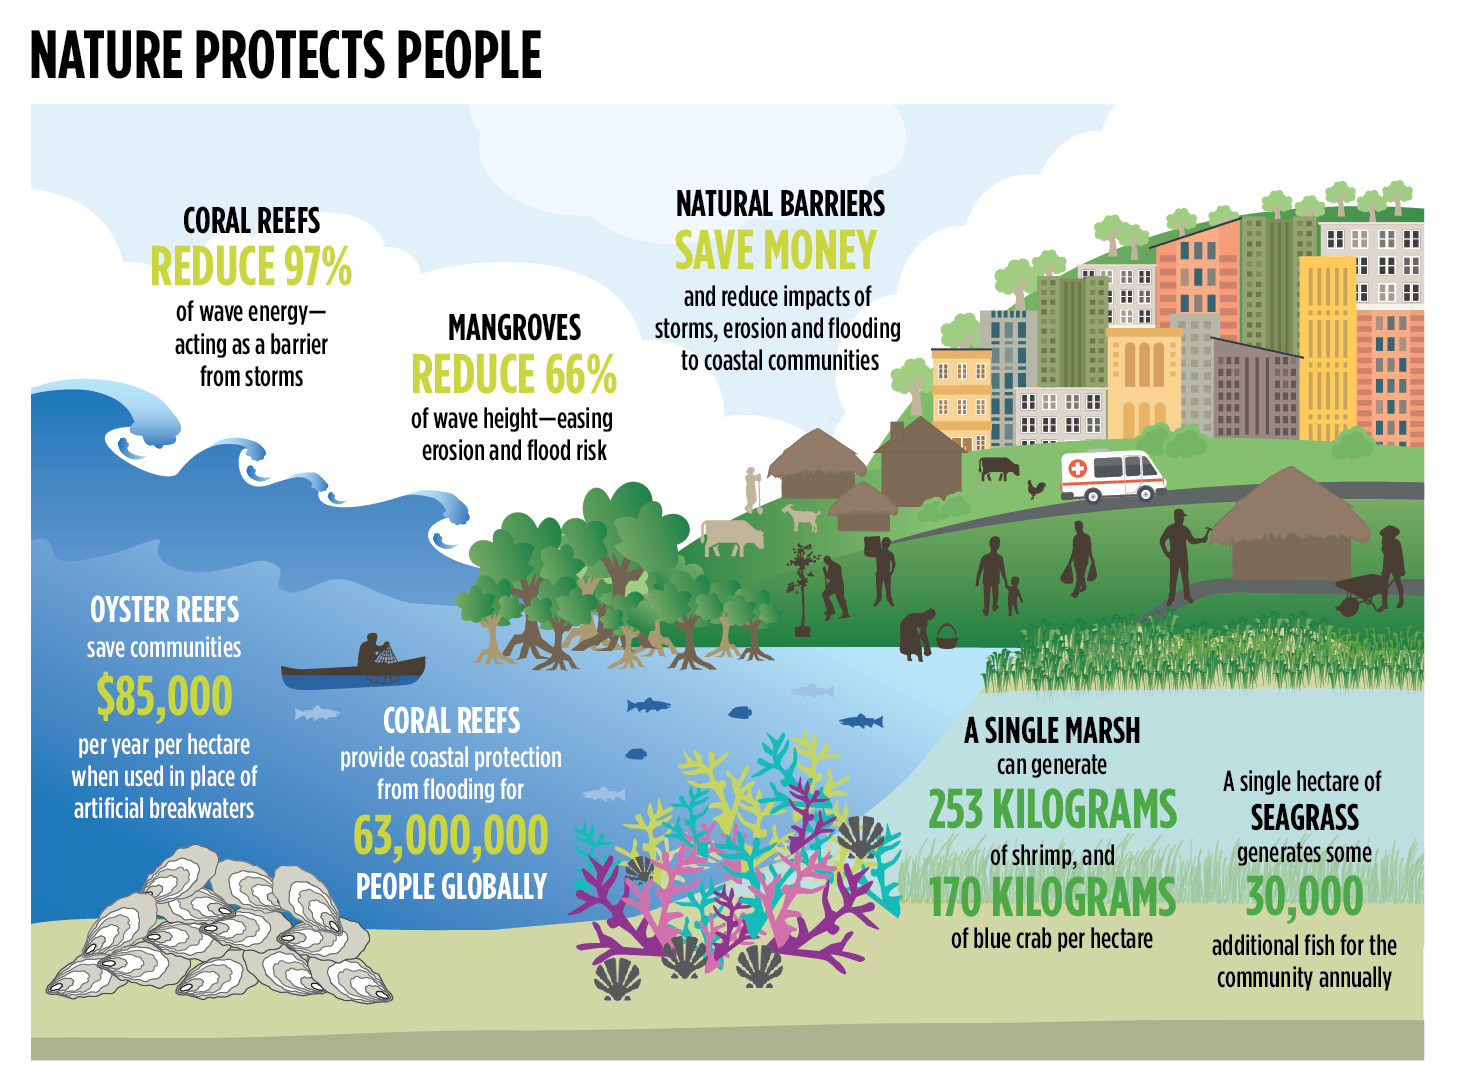 NATURE PROTECTS PEOPLE
CORAL REEFS
REDUCE 97%
of wave energy—
acting as a barrier
from storms
MANGROVES
REDUCE 66%
of wave height—easing
erosion and flood risk
NATURAL BARRIERS
SAVE MONEY
and reduce impacts of
storms, erosion and flooding
to coastal communities
OYSTER REEFS
save communities
$85,000
per year per hectare
when used in place of
artificial breakwaters
CORAL REEFS
provide coastal protection
from flooding for
63,000,000
PEOPLE GLOBALLY
A SINGLE MARSH
can generate
253 KILOGRAMS
of shrimp, and
170 KILOGRAMS
of blue crab per hectare
A single hectare of
SEAGRASS
generates some
30,000
additional fish for the
community annually